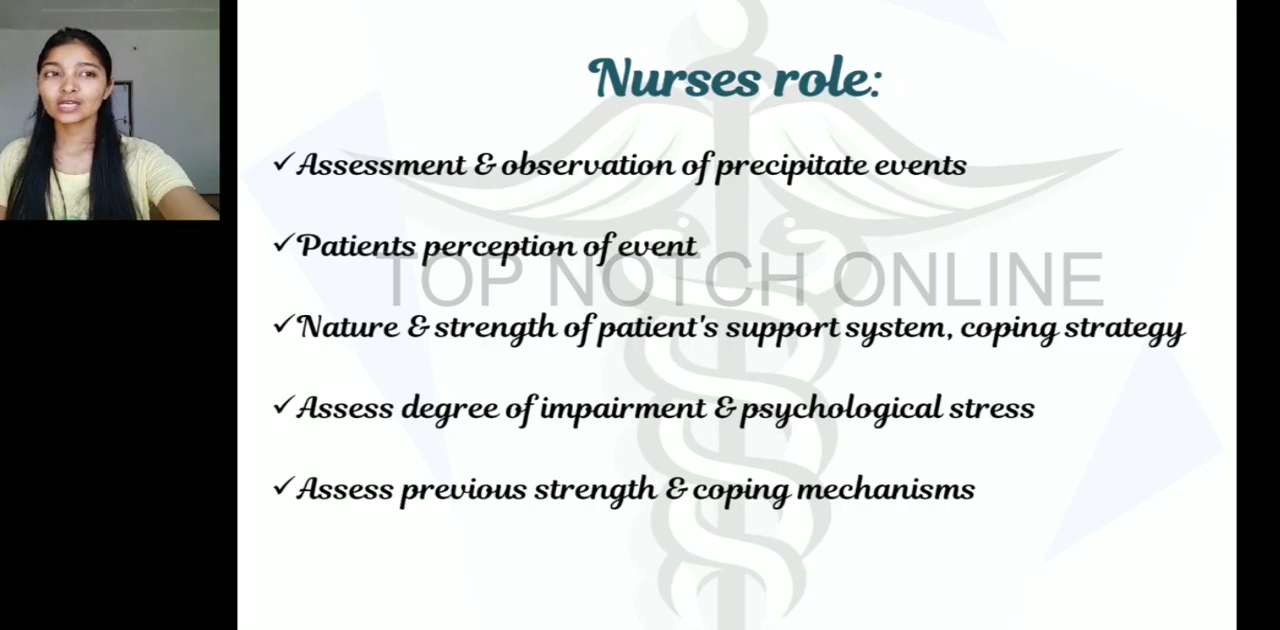 Nurses role:
✓Assessment & observation of precipitate events
✓Patients perception of event
TOP NOTCH ONLINE
✓Nature & strength of patient's support system, coping strategy
✓Assess degree of impairment & psychological stress
✓Assess previous strength & coping mechanisms